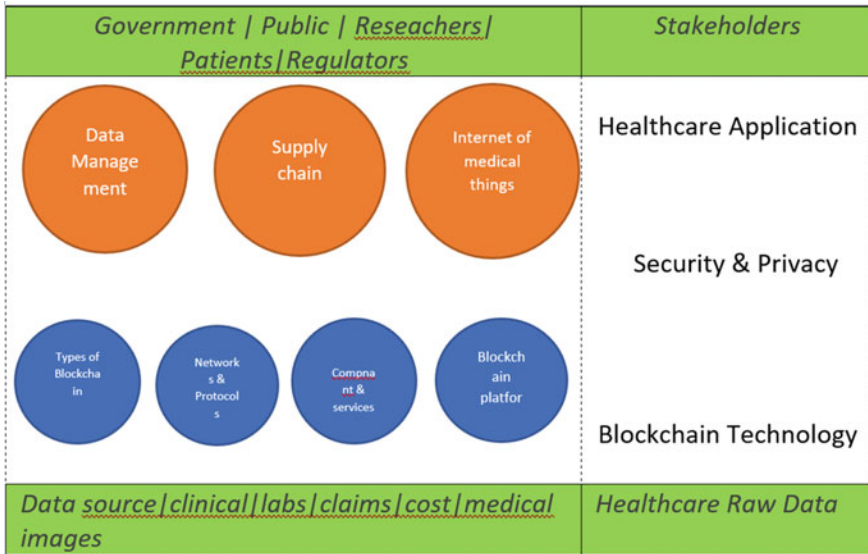 Government | Public | Reseachers|
Patients|Regulators
Stakeholders
Data
Manage
ment
Supply
chain
Internet of
medical
things
Healthcare Application
Security & Privacy
Types of
Blockcha
in
Network
s &
Protocol
s
Compna
nt &
services
Blockch
ain
platfor
Blockchain Technology
Data source|clinical|labs|claims|cost|medical
images
Healthcare Raw Data